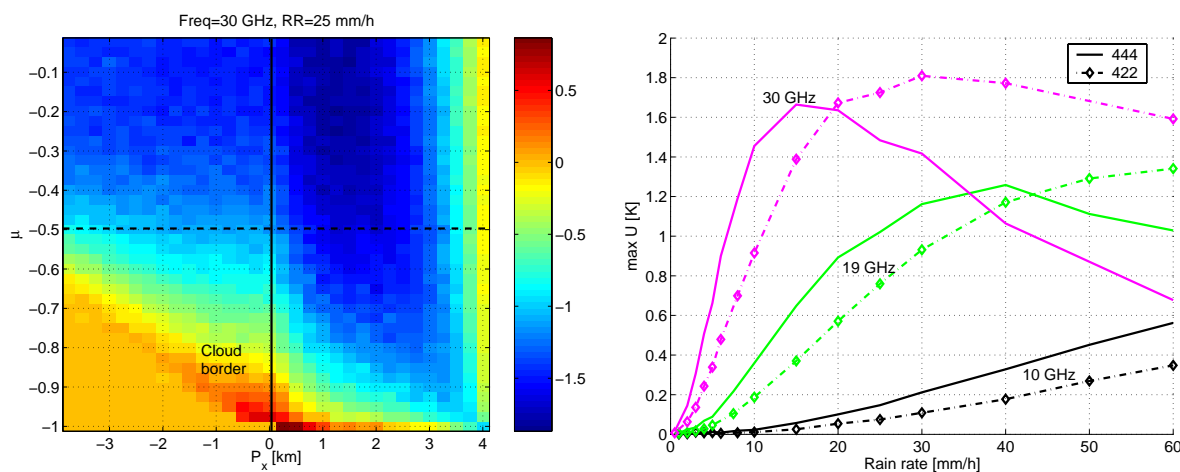 Freq=30 GHz, RR=25 mm/h
−0.1
−0.2
−0.3
−0.4
−0.5
−0.6
−0.7
−0.8
−0.9
−1
μ
−3 −2 −1 0 1 2 3 4
P_x [km]
Cloud
border
0.5
0
−0.5
−1
−1.5
2
1.8
1.6
1.4
1.2
1
0.8
0.6
0.4
0.2
0
max U [K]
0 10 20 30 40 50 60
Rain rate [mm/h]
444
422
30 GHz
19 GHz
10 GHz